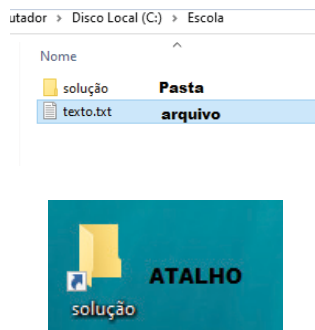 utador > Disco Local (C:) > Escola
Nome
solução Pasta
texto.txt arquivo
ATALHO
solução